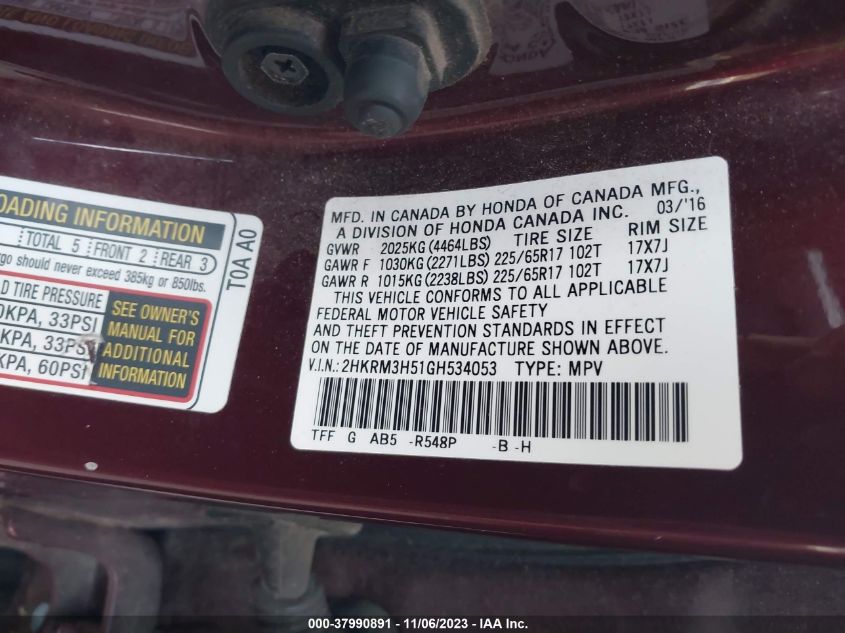 OADING INFORMATION
TOTAL 5 FRONT 2 REAR 3
rgo should never exceed 385kg or 850lbs.
D TIRE PRESSURE
0KPA, 33PSI
KPA, 33PSI
KPA, 60PSI
SEE OWNER'S
MANUAL FOR
ADDITIONAL
INFORMATION
T0A A0
MFD. IN CANADA BY HONDA OF CANADA MFG.,
A DIVISION OF HONDA CANADA INC. 03/'16
GVWR 2025KG (4464LBS) TIRE SIZE RIM SIZE
GAWR F 1030KG (2271LBS) 225/65R17 102T 17X7J
GAWR R 1015KG (2238LBS) 225/65R17 102T 17X7J
THIS VEHICLE CONFORMS TO ALL APPLICABLE
FEDERAL MOTOR VEHICLE SAFETY
AND THEFT PREVENTION STANDARDS IN EFFECT
ON THE DATE OF MANUFACTURE SHOWN ABOVE.
V.I.N.: 2HKRM3H51GH534053 TYPE: MPV
TFF G AB5 -R548P -B -H
000-37990891 - 11/06/2023 - IAA Inc.